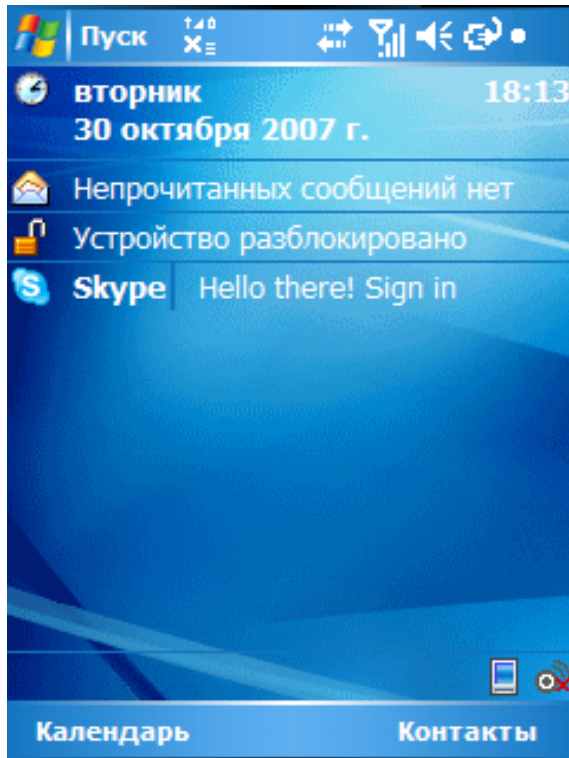 Пуск
вторник 18:13
30 октября 2007 г.
Непрочитанных сообщений нет
Устройство разблокировано
Skype Hello there! Sign in
Календарь Контакты